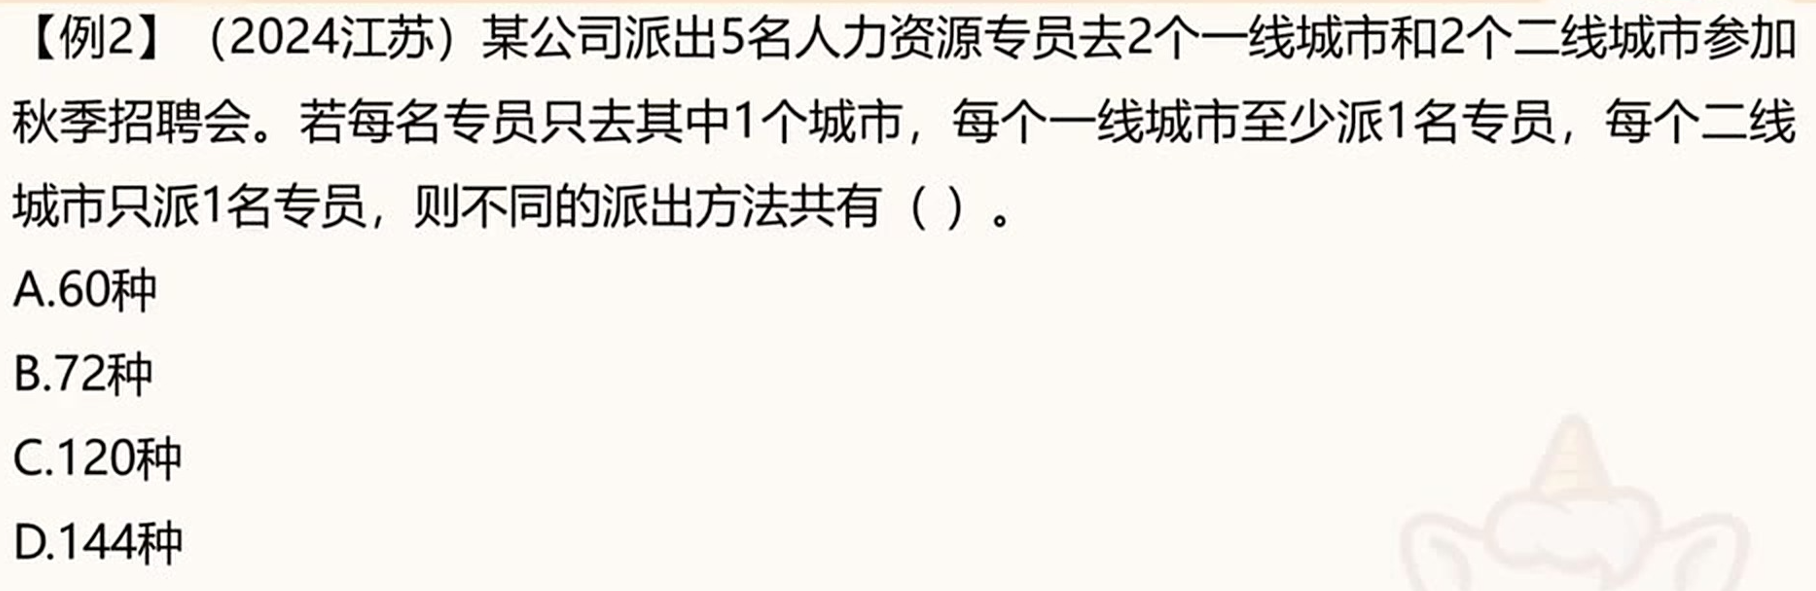 【例2】（2024江苏）某公司派出5名人力资源专员去2个一线城市和2个二线城市参加
秋季招聘会。若每名专员只去其中1个城市，每个一线城市至少派1名专员，每个二线
城市只派1名专员，则不同的派出方法共有（ ）。
A.60种
B.72种
C.120种
D.144种